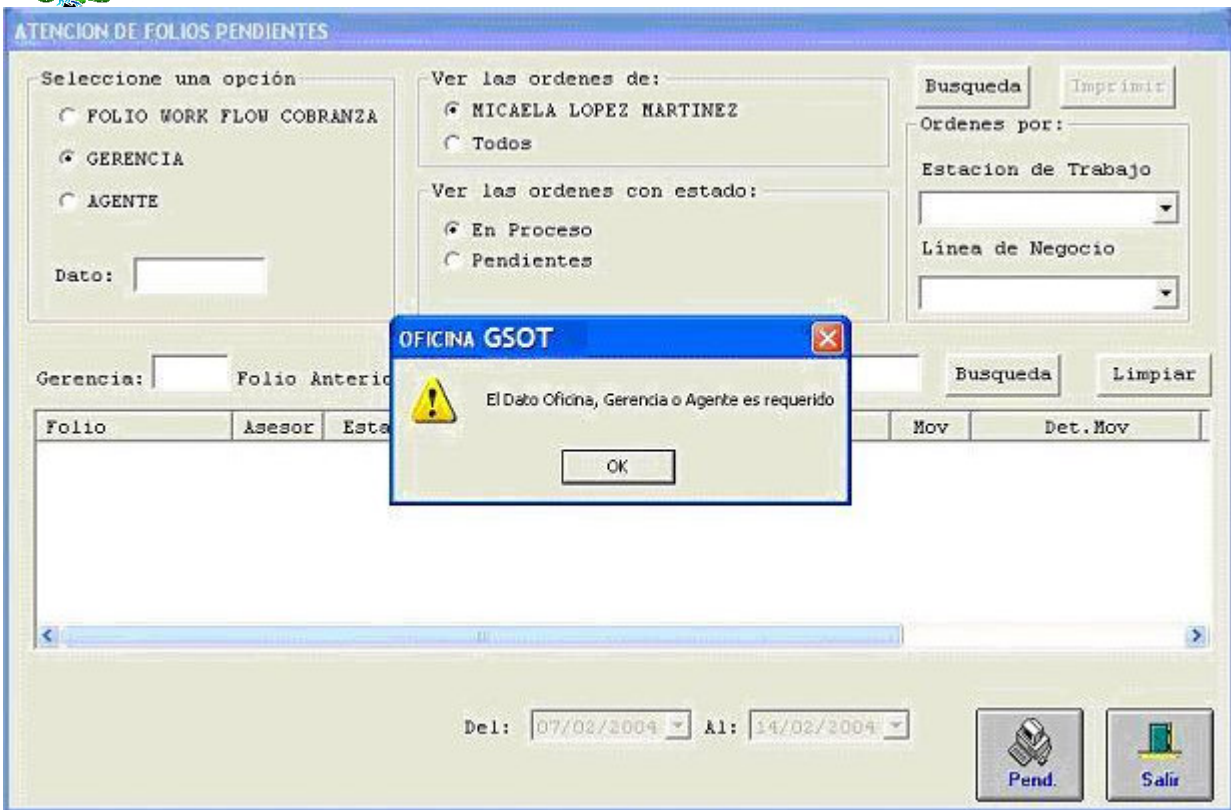 ATENCION DE FOLIOS PENDIENTES
Seleccione una opción
FOLIO WORK FLOW COBRANZA
GERENCIA
AGENTE
Dato:
Ver las ordenes de:
MICAELA LOPEZ MARTINEZ
Todos
Ver las ordenes con estado:
En Proceso
Pendientes
Busqueda Imprimir
Ordenes por:
Estacion de Trabajo
Línea de Negocio
OFICINA GSOT
El Dato Oficina, Gerencia o Agente es requerido
OK
Gerencia: Folio Anterio Busqueda Limpiar
Folio Asesor Esta Mov Det.Mov
Del: 07/02/2004 Al: 14/02/2004
Pend. Salir